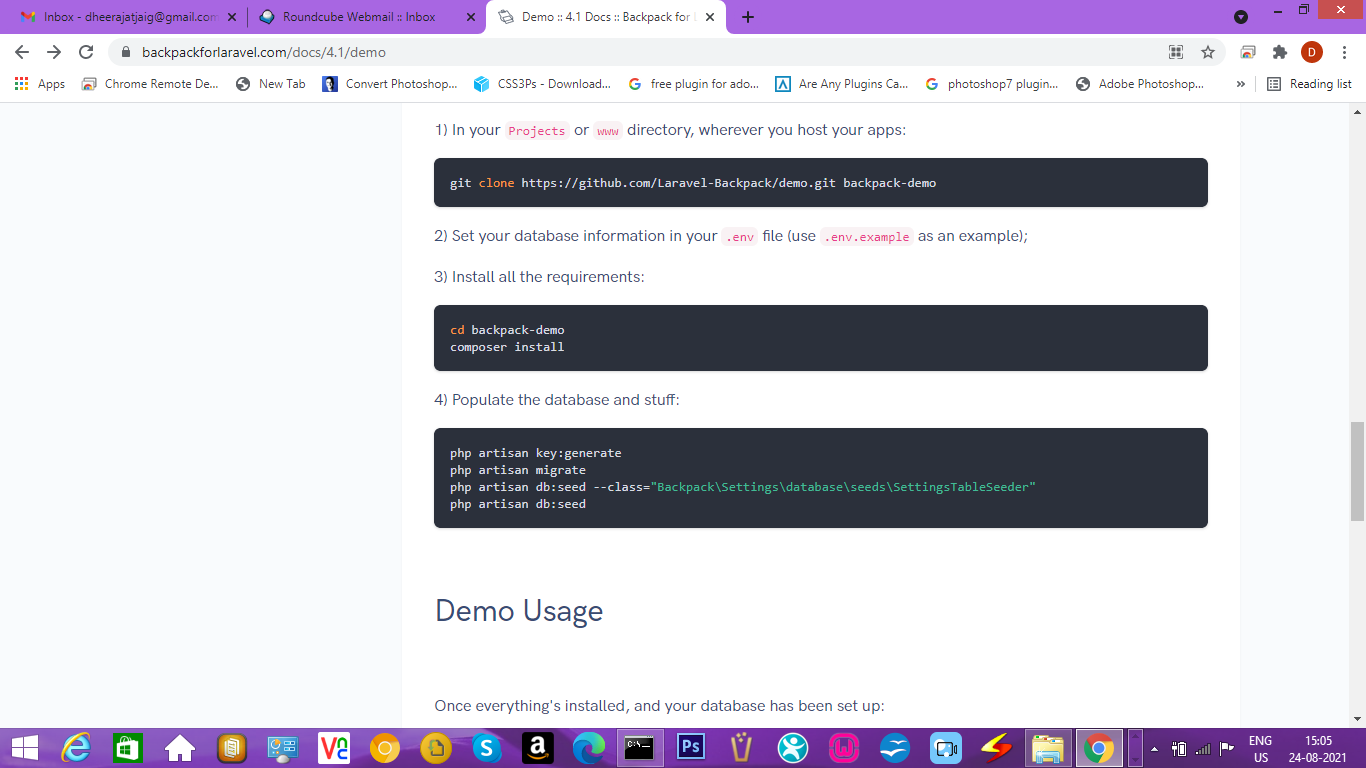 Inbox - dheerajatjaig@gmail.com
Roundcube Webmail :: Inbox
Demo :: 4.1 Docs :: Backpack for
backpackforlaravel.com/docs/4.1/demo
D
Apps
Chrome Remote De...
New Tab
Convert Photoshop...
CSS3Ps - Download...
free plugin for ado...
Are Any Plugins Ca...
photoshop7 plugin...
Adobe Photoshop...
»
Reading list
1) In your Projects or www directory, wherever you host your apps:
git clone https://github.com/Laravel-Backpack/demo.git backpack-demo
2) Set your database information in your .env file (use .env.example as an example);
3) Install all the requirements:
cd backpack-demo
composer install
4) Populate the database and stuff:
php artisan key:generate
php artisan migrate
php artisan db:seed --class="Backpack\Settings\database\seeds\SettingsTableSeeder"
php artisan db:seed
Demo Usage
Once everything's installed, and your database has been set up:
ENG
US
15:05
24-08-2021